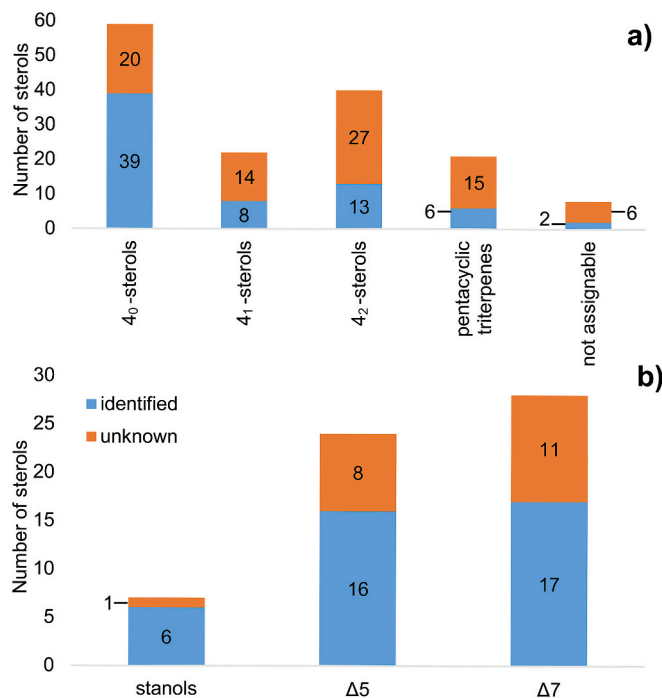 a)
Number of sterols
60
50
40
30
20
10
0
20
39
14
8
27
13
15
6
2
6
4₀-sterols
4₁-sterols
4₂-sterols
pentacyclic
triterpenes
not assignable
b)
Number of sterols
30
25
20
15
10
5
0
identified
unknown
1
6
8
16
11
17
stanols
Δ5
Δ7